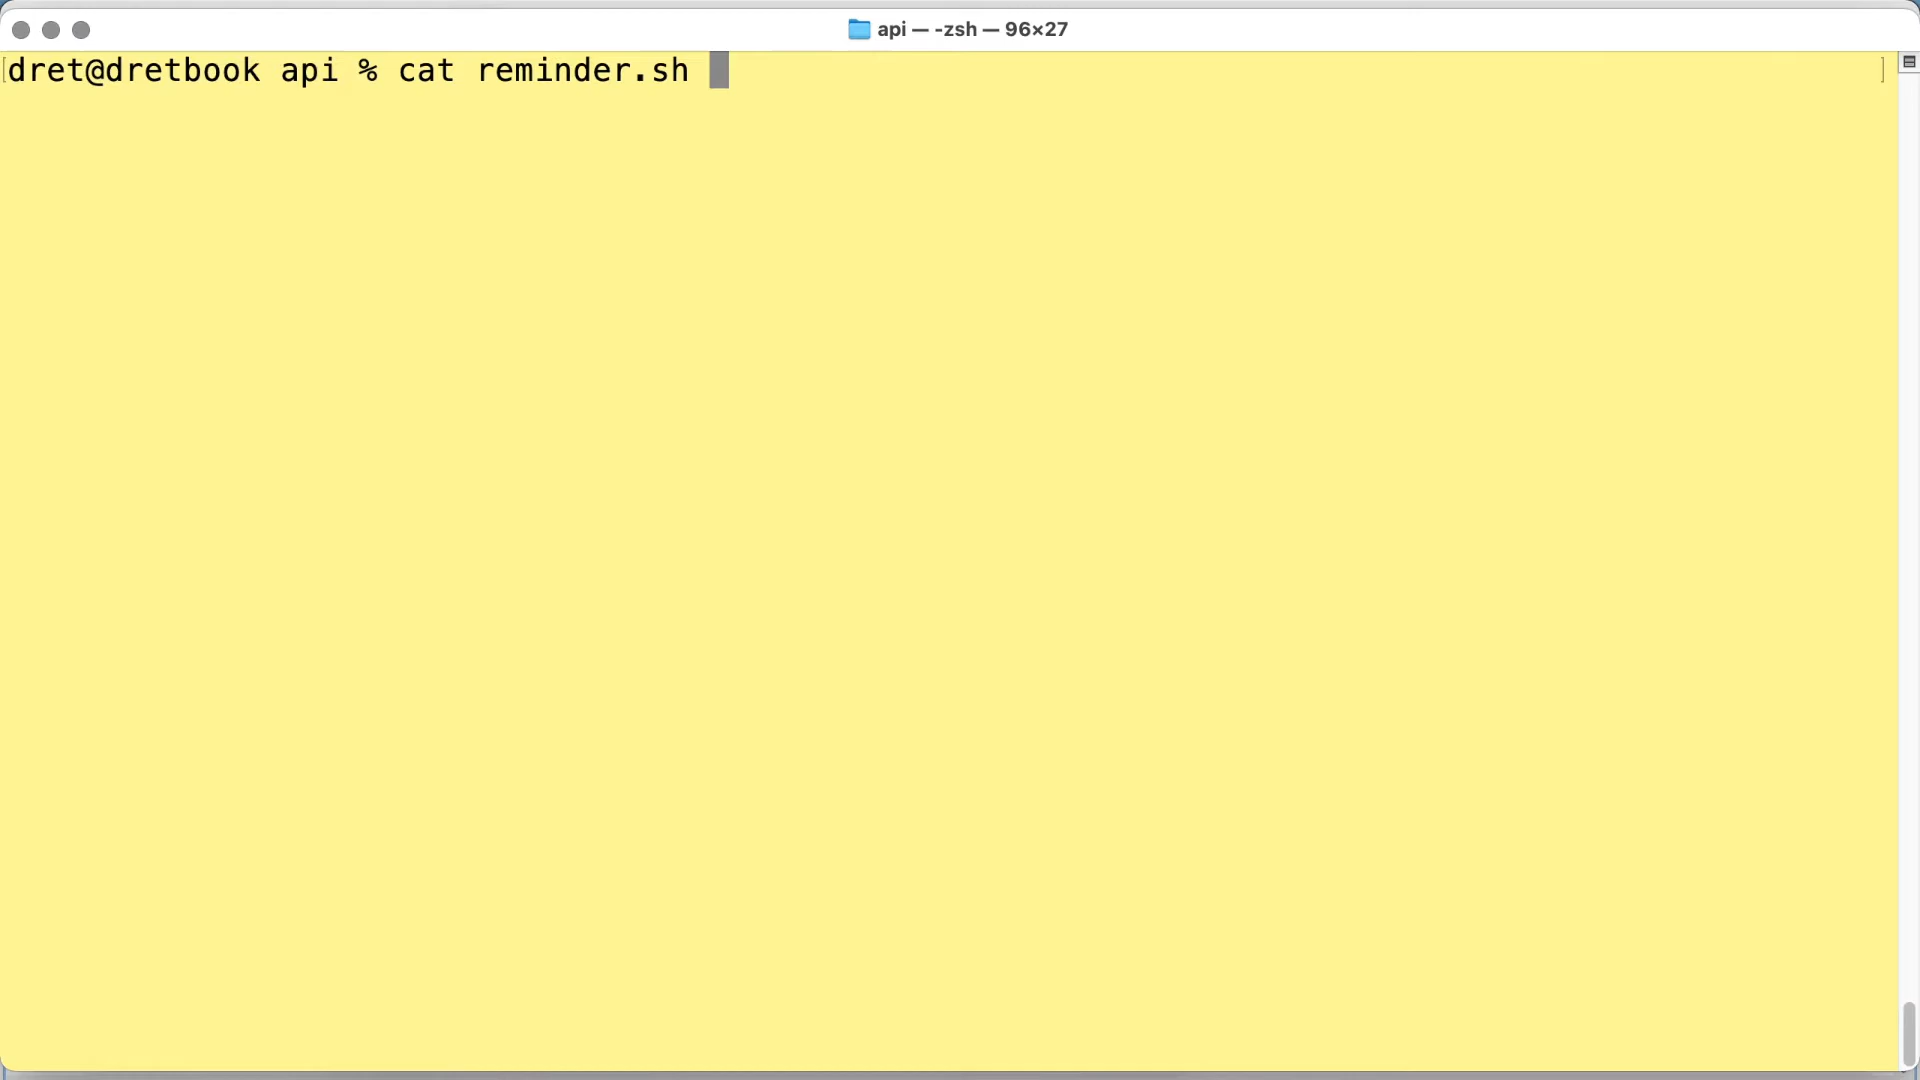 api — -zsh — 96×27
dret@dretbook api % cat reminder.sh